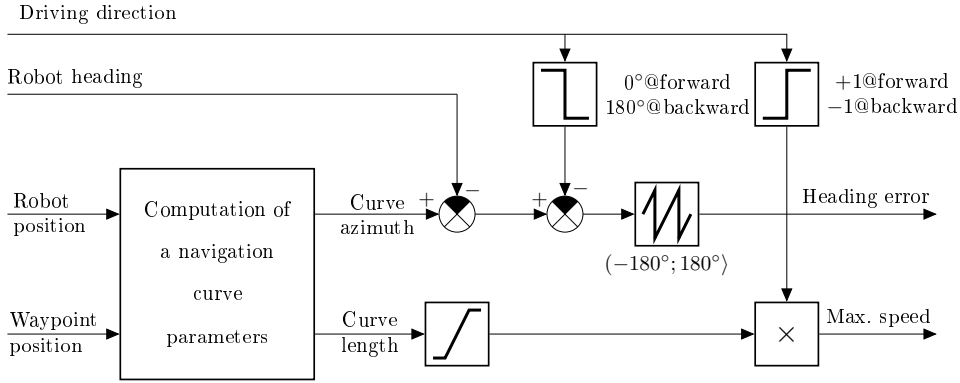 Driving direction
Robot heading
0°@forward
180°@backward
+1@forward
−1@backward
Robot
position
Computation of
a navigation
curve
parameters
Curve
azimuth
+
−
+
−
(−180°; 180°⟩
Heading error
Waypoint
position
Curve
length
×
Max. speed